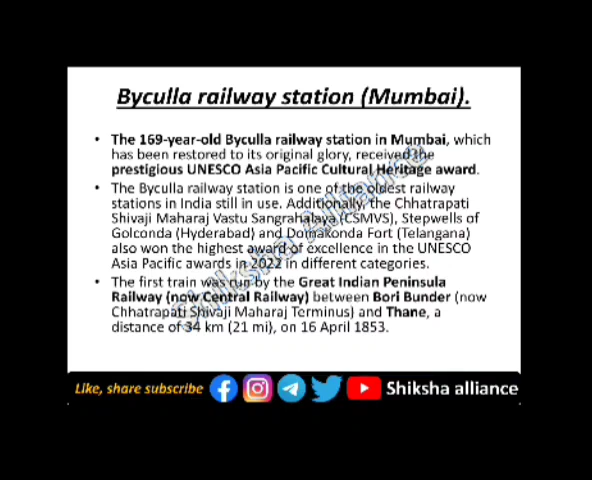 Byculla railway station (Mumbai).
• The 169-year-old Byculla railway station in Mumbai, which
has been restored to its original glory, received the
prestigious UNESCO Asia Pacific Cultural Heritage award.
• The Byculla railway station is one of the oldest railway
stations in India still in use. Additionally, the Chhatrapati
Shivaji Maharaj Vastu Sangrahalaya (CSMVS), Stepwells of
Golconda (Hyderabad) and Domakonda Fort (Telangana)
also won the highest award of excellence in the UNESCO
Asia Pacific awards in 2022 in different categories.
• The first train was run by the Great Indian Peninsula
Railway (now Central Railway) between Bori Bunder (now
Chhatrapati Shivaji Maharaj Terminus) and Thane, a
distance of 34 km (21 mi), on 16 April 1853.
Shiksha Alliance
Like, share subscribe Shiksha alliance